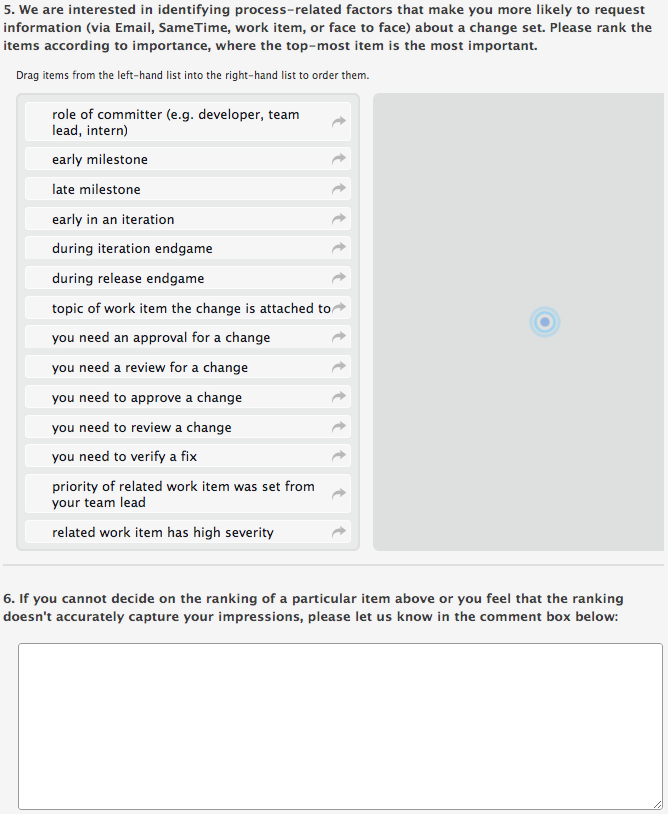 5. We are interested in identifying process-related factors that make you more likely to request
information (via Email, SameTime, work item, or face to face) about a change set. Please rank the
items according to importance, where the top-most item is the most important.
Drag items from the left-hand list into the right-hand list to order them.
role of committer (e.g. developer, team
lead, intern)
early milestone
late milestone
early in an iteration
during iteration endgame
during release endgame
topic of work item the change is attached to
you need an approval for a change
you need a review for a change
you need to approve a change
you need to review a change
you need to verify a fix
priority of related work item was set from
your team lead
related work item has high severity
6. If you cannot decide on the ranking of a particular item above or you feel that the ranking
doesn't accurately capture your impressions, please let us know in the comment box below: